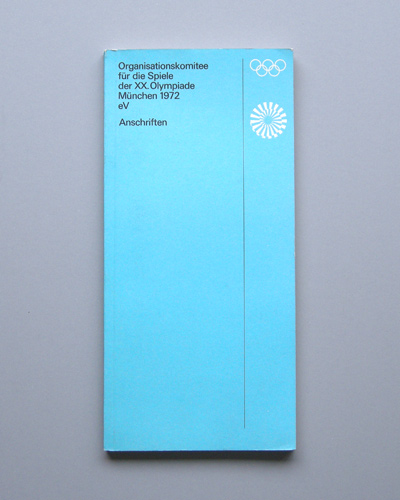 Organisationskomitee
für die Spiele
der XX. Olympiade
München 1972
eV
Anschriften